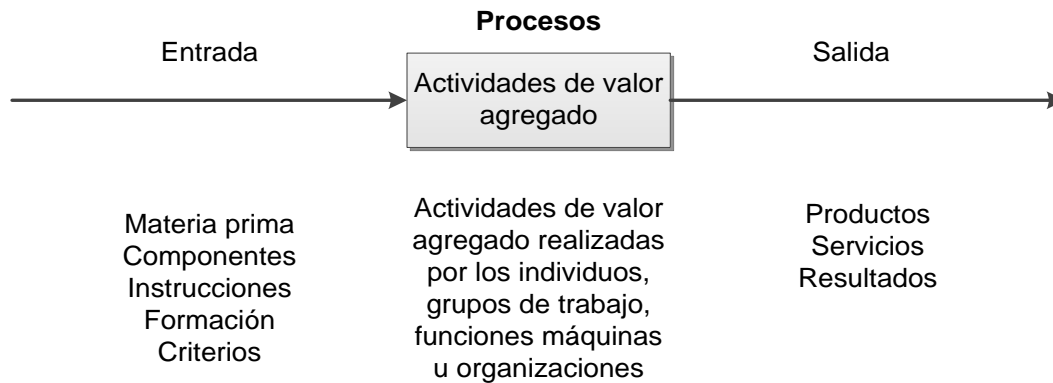 Procesos
Entrada
Salida
Actividades de valor
agregado
Materia prima
Componentes
Instrucciones
Formación
Criterios
Actividades de valor
agregado realizadas
por los individuos,
grupos de trabajo,
funciones máquinas
u organizaciones
Productos
Servicios
Resultados